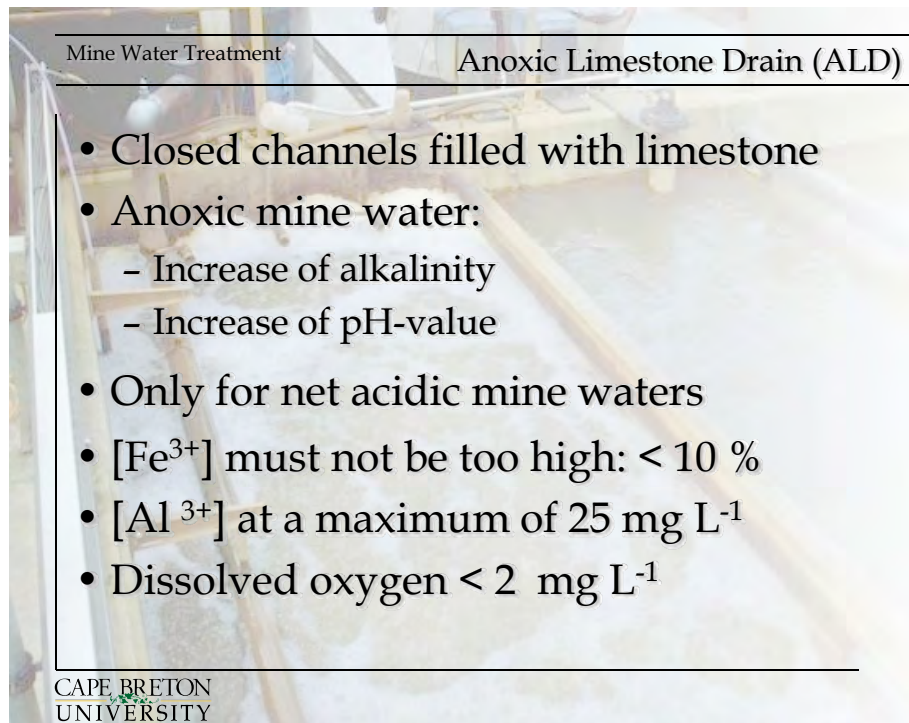 Mine Water Treatment
Anoxic Limestone Drain (ALD)
• Closed channels filled with limestone
• Anoxic mine water:
– Increase of alkalinity
– Increase of pH-value
• Only for net acidic mine waters
• [Fe³⁺] must not be too high: < 10 %
• [Al ³⁺] at a maximum of 25 mg L⁻¹
• Dissolved oxygen < 2  mg L⁻¹
CAPE BRETON
UNIVERSITY